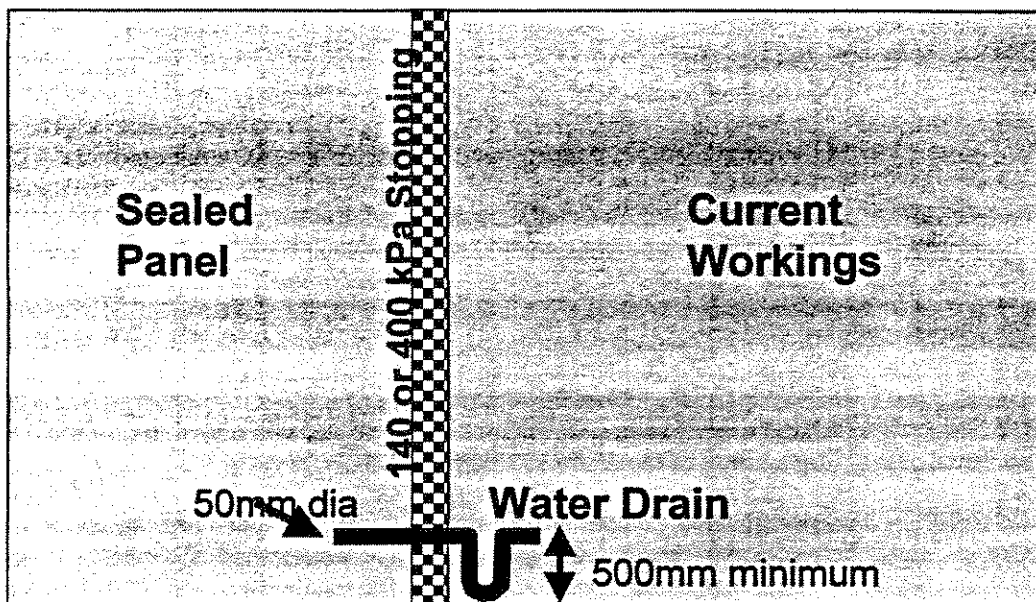 Sealed
Panel
140 or 400 kPa Stopping
Current
Workings
50mm dia
Water Drain
500mm minimum